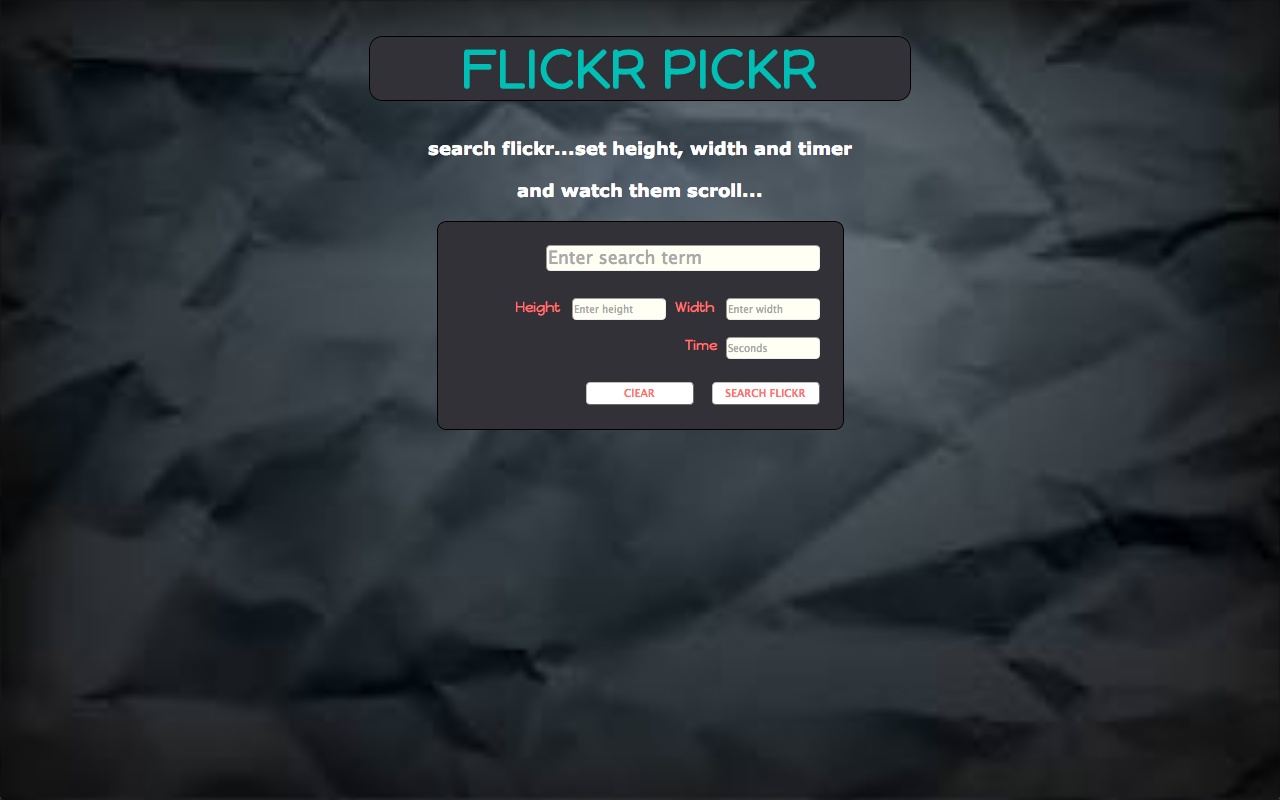 FLICKR PICKR
search flickr...set height, width and timer
and watch them scroll...
Enter search term
Height Enter height Width Enter width
Time Seconds
ClEAR SEARCH FLICKR